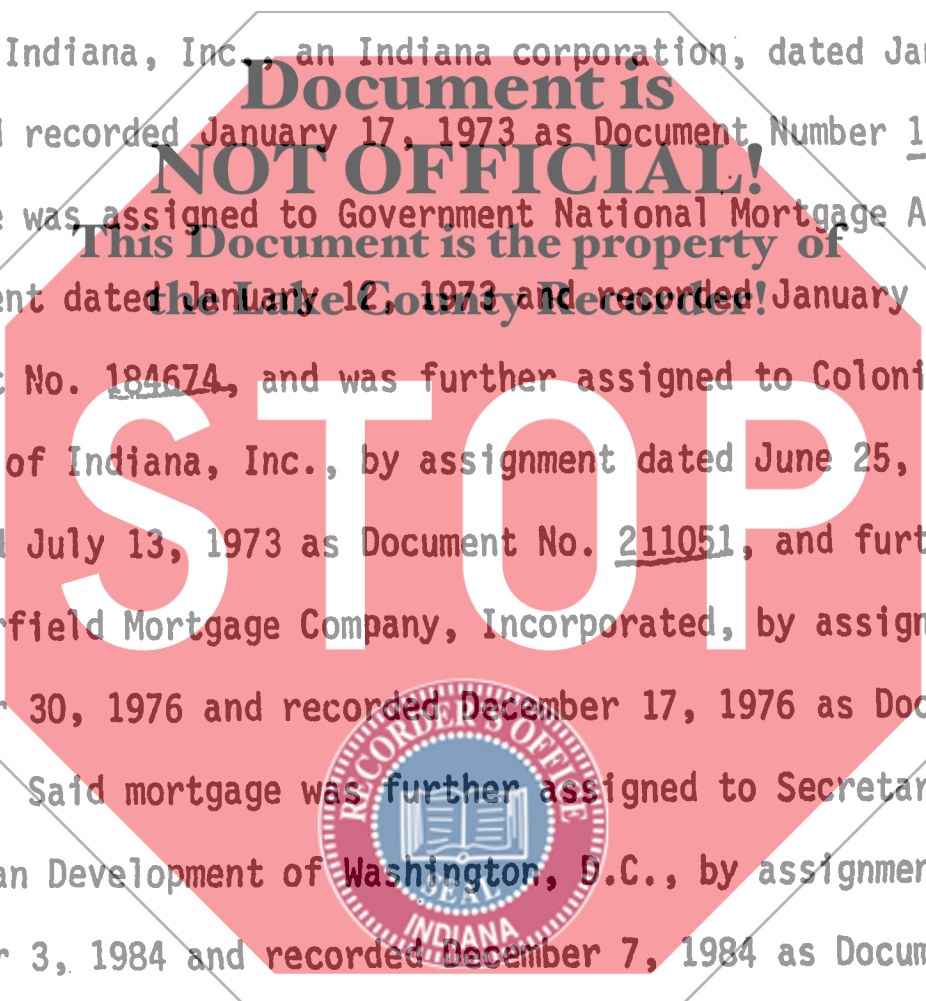 Indiana, Inc., an Indiana corporation, dated Jan
Document is
recorded January 17, 1973 as Document Number 1
NOT OFFICIAL!
was assigned to Government National Mortgage A
This Document is the property of
ent dated January 12, 1973 and recorded January
the Lake County Recorder!
No. 184674, and was further assigned to Coloni
STOP
of Indiana, Inc., by assignment dated June 25,
July 13, 1973 as Document No. 211051, and furt
rfield Mortgage Company, Incorporated, by assign
r 30, 1976 and recorded December 17, 1976 as Doc
RECORDER'S OFFICE
Said mortgage was further assigned to Secretar
an Development of Washington, D.C., by assignmen
SEAL
INDIANA
r 3, 1984 and recorded December 7, 1984 as Docum